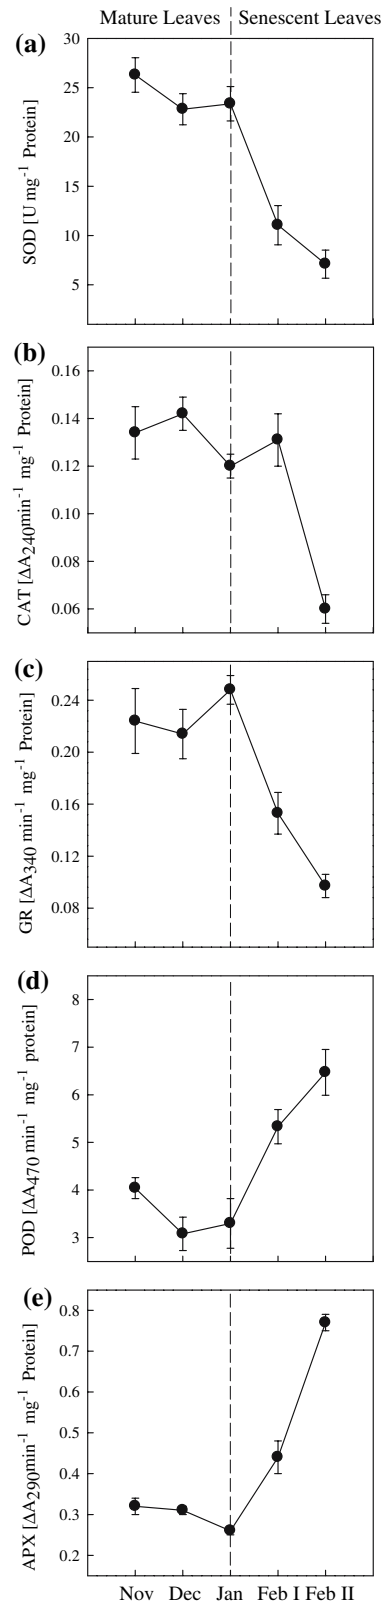 Mature Leaves Senescent Leaves
(a)
SOD [U mg⁻¹ Protein]
30
25
20
15
10
5
(b)
CAT [ΔA₂₄₀min⁻¹ mg⁻¹ Protein]
0.16
0.14
0.12
0.10
0.08
0.06
(c)
GR [ΔA₃₄₀ min⁻¹ mg⁻¹ Protein]
0.24
0.20
0.16
0.12
0.08
(d)
POD [ΔA₄₇₀ min⁻¹ mg⁻¹ protein]
8
7
6
5
4
3
(e)
APX [ΔA₂₉₀min⁻¹ mg⁻¹ Protein]
0.8
0.7
0.6
0.5
0.4
0.3
0.2
Nov Dec Jan Feb I Feb II